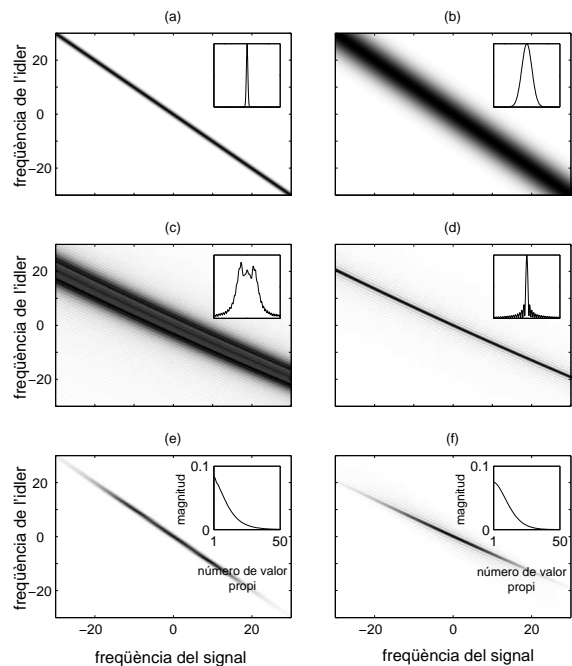 (a)
(b)
freqüència de l'idler
20
0
−20
(c)
(d)
freqüència de l'idler
20
0
−20
(e)
(f)
freqüència de l'idler
20
0
−20
magnitud
0.1
0
1
50
número de valor
propi
magnitud
0.1
0
1
50
número de valor
propi
−20
0
20
−20
0
20
freqüència del signal
freqüència del signal